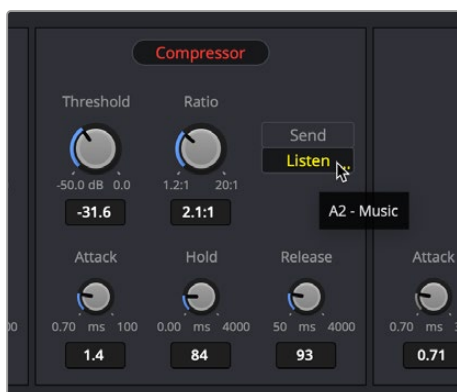 Compressor
Threshold Ratio
Send
Listen ...
-50.0 dB 0.0 1.2:1 20:1
-31.6 2.1:1 A2 - Music
Attack Hold Release Attack
00 0.70 ms 100 0.00 ms 4000 50 ms 4000 0.70 ms
1.4 84 93 0.71